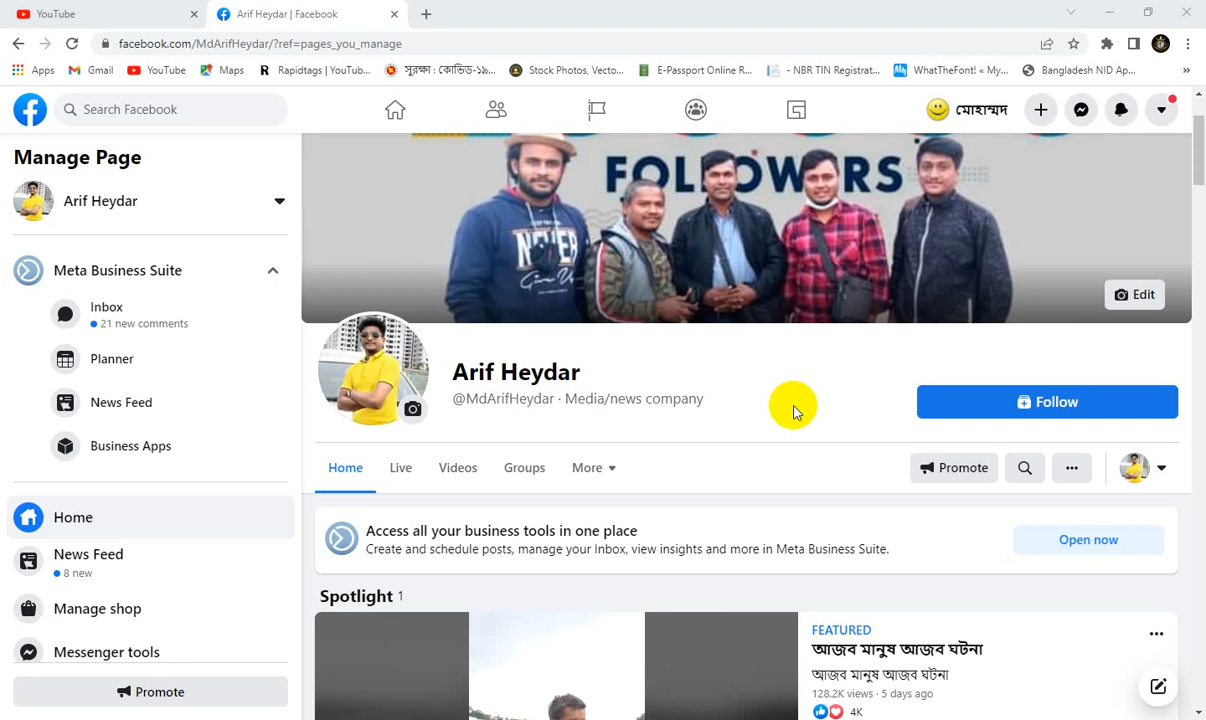 YouTube
Arif Heydar | Facebook
facebook.com/MdArifHeydar/?ref=pages_you_manage
Apps Gmail YouTube Maps Rapidtags | YouTub... সুরক্ষা : কোভিড-১৯... Stock Photos, Vecto... E-Passport Online R... - NBR TIN Registrat... WhatTheFont! « My... Bangladesh NID Ap... »
Search Facebook
মোহাম্মদ
Manage Page
Arif Heydar
Meta Business Suite
Inbox
21 new comments
Planner
News Feed
Business Apps
Home
News Feed
8 new
Manage shop
Messenger tools
Promote
FOLLOWERS
NEVER
Edit
Arif Heydar
@MdArifHeydar · Media/news company
Follow
Home Live Videos Groups More
Promote
Access all your business tools in one place
Create and schedule posts, manage your Inbox, view insights and more in Meta Business Suite.
Open now
Spotlight 1
FEATURED
আজব মানুষ আজব ঘটনা
আজব মানুষ আজব ঘটনা
128.2K views · 5 days ago
4K